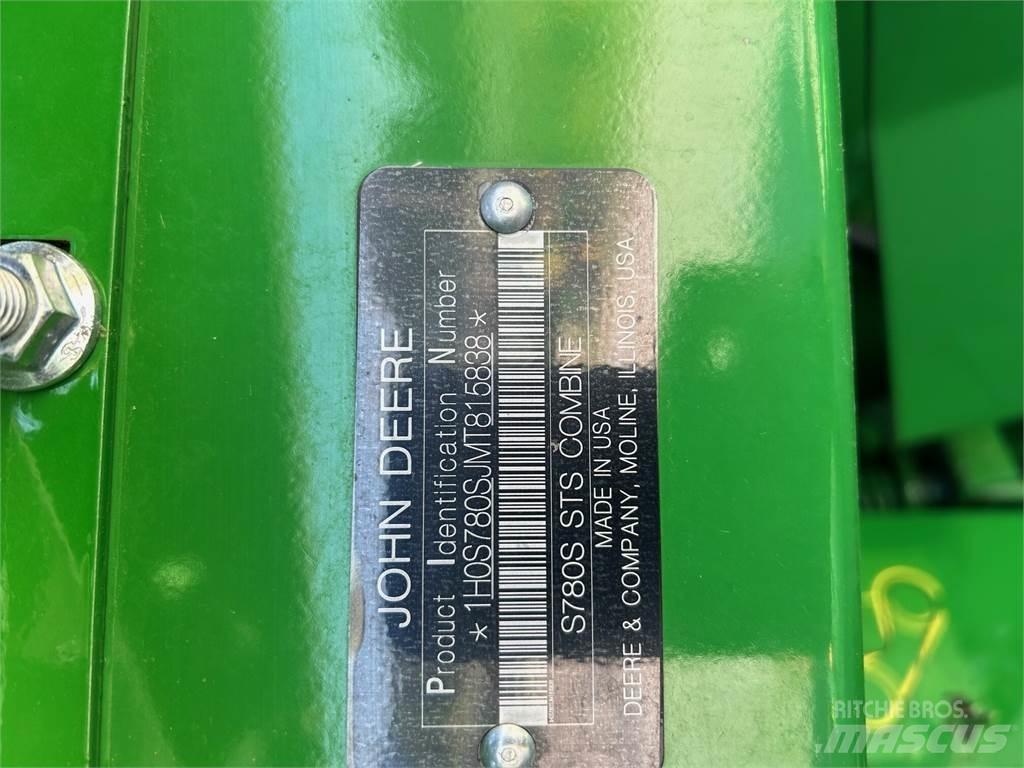 JOHN DEERE
Product Identification Number
*1H0S780SJMT815838*
S780S STS COMBINE
MADE IN USA
DEERE & COMPANY, MOLINE, ILLINOIS, USA
RITCHIE BROS.
MASCUS